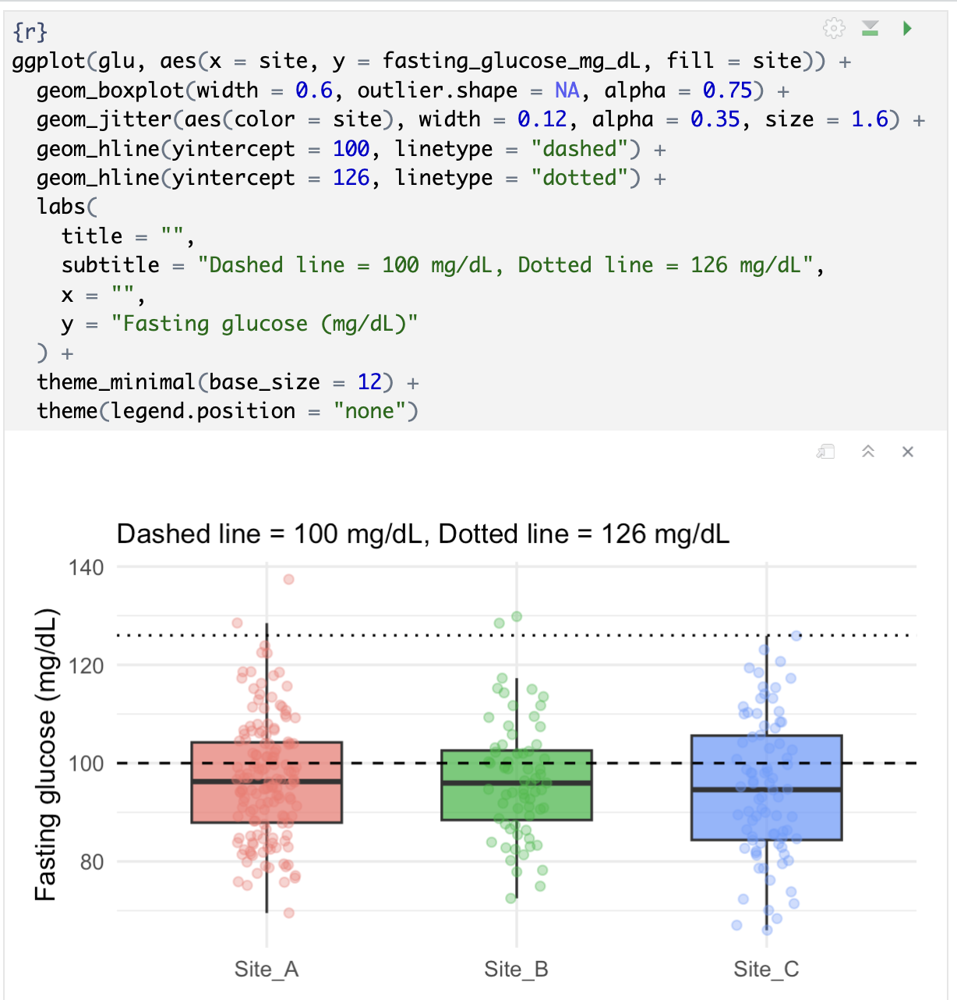 {r}
ggplot(glu, aes(x = site, y = fasting_glucose_mg_dL, fill = site)) +
  geom_boxplot(width = 0.6, outlier.shape = NA, alpha = 0.75) +
  geom_jitter(aes(color = site), width = 0.12, alpha = 0.35, size = 1.6) +
  geom_hline(yintercept = 100, linetype = "dashed") +
  geom_hline(yintercept = 126, linetype = "dotted") +
  labs(
    title = "",
    subtitle = "Dashed line = 100 mg/dL, Dotted line = 126 mg/dL",
    x = "",
    y = "Fasting glucose (mg/dL)"
  ) +
  theme_minimal(base_size = 12) +
  theme(legend.position = "none")
Dashed line = 100 mg/dL, Dotted line = 126 mg/dL
Fasting glucose (mg/dL)
140
120
100
80
Site_A
Site_B
Site_C